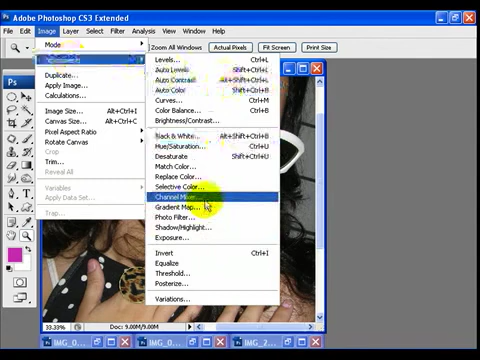 Adobe Photoshop CS3 Extended
File Edit Image Layer Select Filter Analysis View Window Help
Zoom All Windows Actual Pixels Fit Screen Print Size
Ps
Mode
Duplicate...
Apply Image...
Calculations...
Image Size... Alt+Ctrl+I
Canvas Size... Alt+Ctrl+C
Pixel Aspect Ratio
Rotate Canvas
Crop
Trim...
Reveal All
Variables
Apply Data Set...
Trap...
Levels... Ctrl+L
Auto Levels Shift+Ctrl+L
Auto Contrast Alt+Shift+Ctrl+L
Auto Color Shift+Ctrl+B
Curves... Ctrl+M
Color Balance... Ctrl+B
Brightness/Contrast...
Black & White... Alt+Shift+Ctrl+B
Hue/Saturation... Ctrl+U
Desaturate Shift+Ctrl+U
Match Color...
Replace Color...
Selective Color...
Channel Mixer...
Gradient Map...
Photo Filter...
Shadow/Highlight...
Exposure...
Invert Ctrl+I
Equalize
Threshold...
Posterize...
Variations...
33.33% Doc: 9.00M/9.00M
Ps IMG_0... Ps IMG_0... Ps IMG_2...